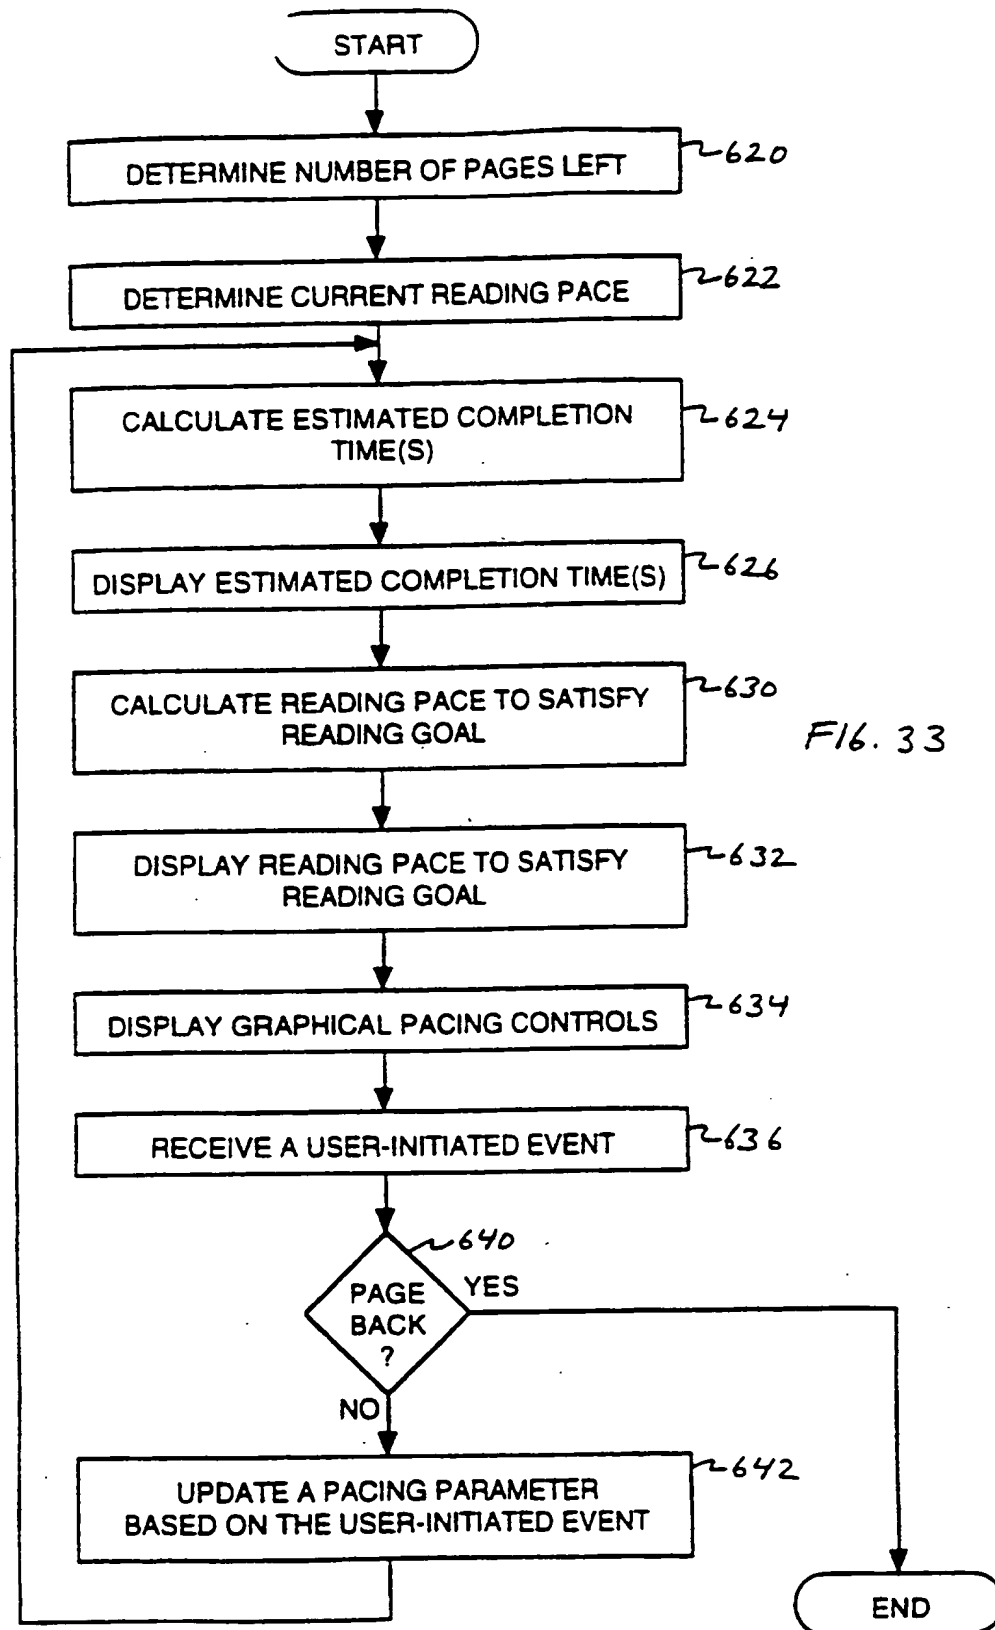 START
DETERMINE NUMBER OF PAGES LEFT
620
DETERMINE CURRENT READING PACE
622
CALCULATE ESTIMATED COMPLETION
TIME(S)
624
DISPLAY ESTIMATED COMPLETION TIME(S)
626
CALCULATE READING PACE TO SATISFY
READING GOAL
630
FIG. 33
DISPLAY READING PACE TO SATISFY
READING GOAL
632
DISPLAY GRAPHICAL PACING CONTROLS
634
RECEIVE A USER-INITIATED EVENT
636
640
PAGE
BACK
?
YES
NO
UPDATE A PACING PARAMETER
BASED ON THE USER-INITIATED EVENT
642
END